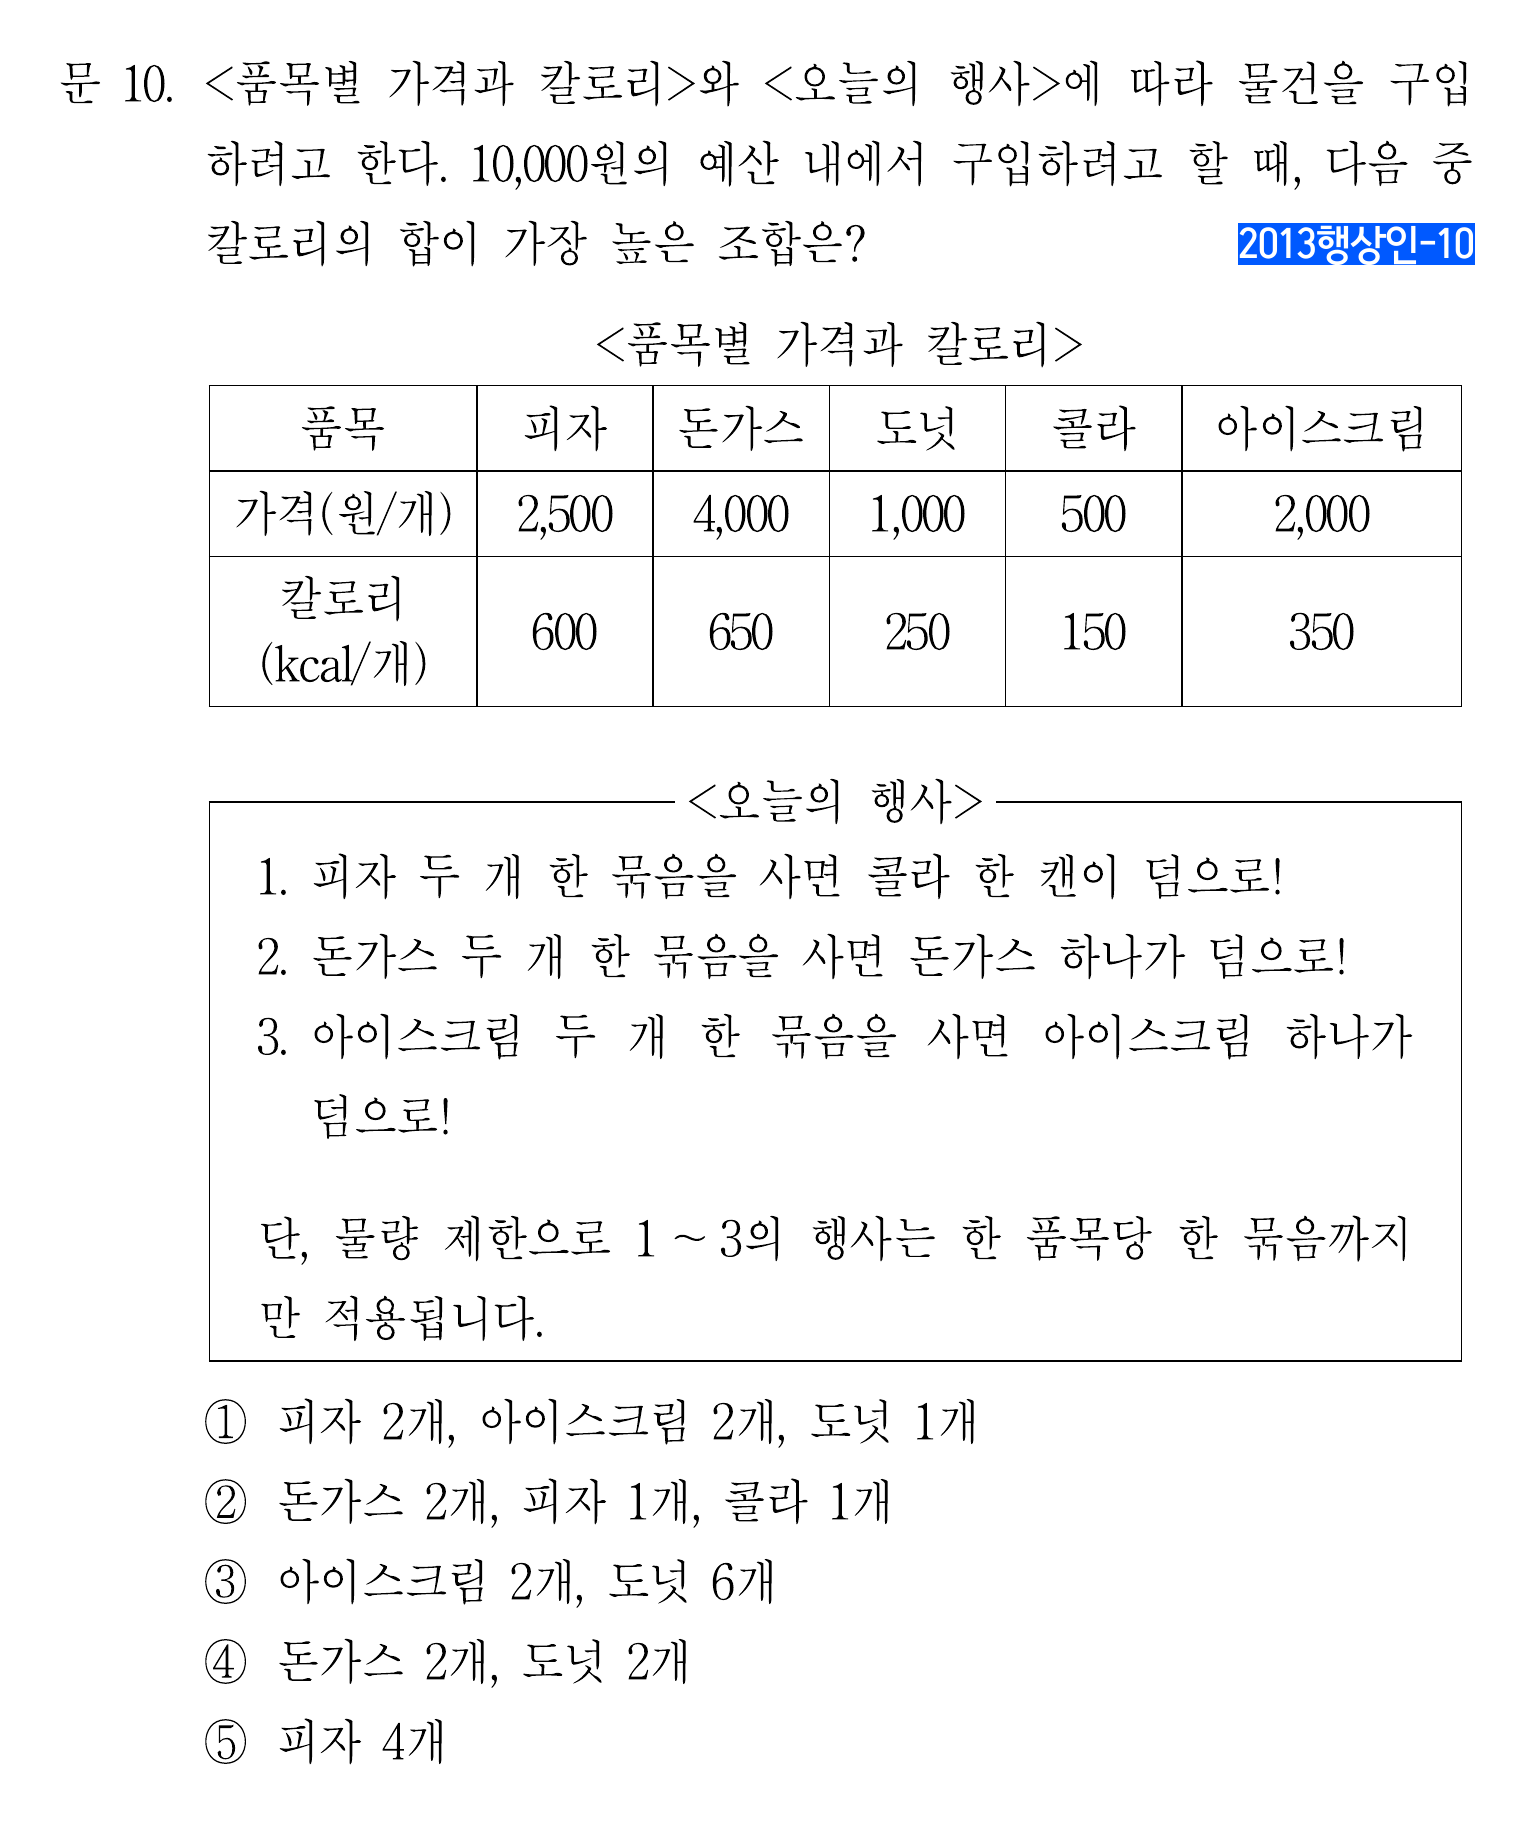 문 10. <품목별 가격과 칼로리>와 <오늘의 행사>에 따라 물건을 구입
하려고 한다. 10,000원의 예산 내에서 구입하려고 할 때, 다음 중
칼로리의 합이 가장 높은 조합은?
2013행상인-10
<품목별 가격과 칼로리>
품목 피자 돈가스 도넛 콜라 아이스크림
가격(원/개) 2,500 4,000 1,000 500 2,000
칼로리
(kcal/개) 600 650 250 150 350
<오늘의 행사>
1. 피자 두 개 한 묶음을 사면 콜라 한 캔이 덤으로!
2. 돈가스 두 개 한 묶음을 사면 돈가스 하나가 덤으로!
3. 아이스크림 두 개 한 묶음을 사면 아이스크림 하나가
덤으로!
단, 물량 제한으로 1 ~ 3의 행사는 한 품목당 한 묶음까지
만 적용됩니다.
① 피자 2개, 아이스크림 2개, 도넛 1개
② 돈가스 2개, 피자 1개, 콜라 1개
③ 아이스크림 2개, 도넛 6개
④ 돈가스 2개, 도넛 2개
⑤ 피자 4개